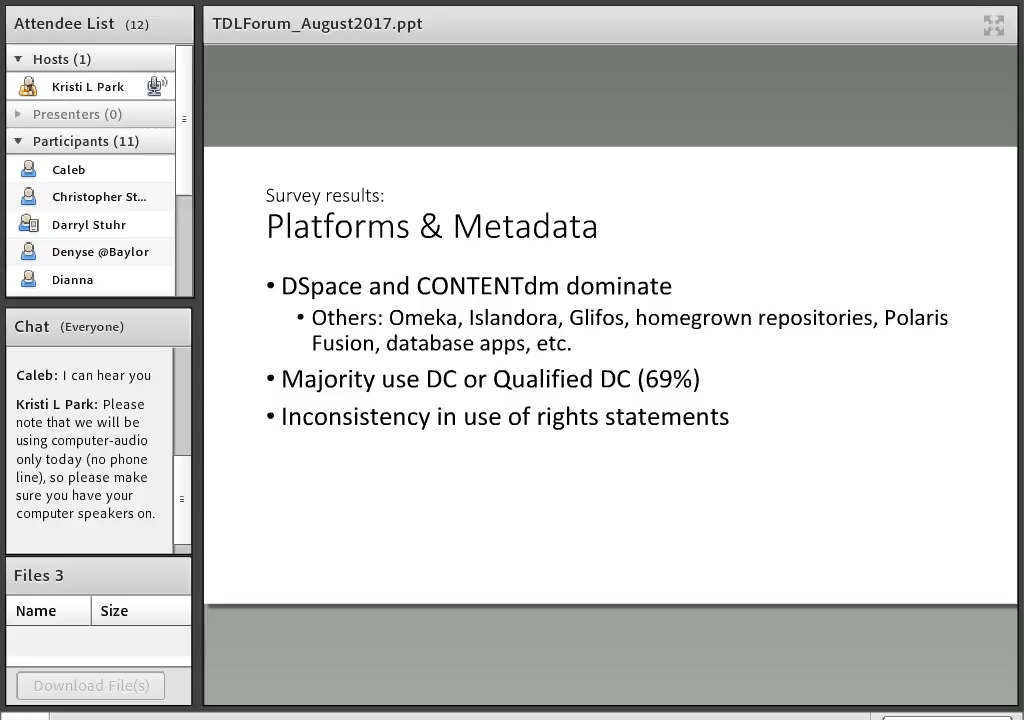 Attendee List (12)
Hosts (1)
Kristi L Park
Presenters (0)
Participants (11)
Caleb
Christopher St...
Darryl Stuhr
Denyse @Baylor
Dianna
Chat (Everyone)
Caleb: I can hear you
Kristi L Park: Please
note that we will be
using computer-audio
only today (no phone
line), so please make
sure you have your
computer speakers on.
Files 3
Name Size
Download File(s)
TDLForum_August2017.ppt
Survey results:
Platforms & Metadata
• DSpace and CONTENTdm dominate
• Others: Omeka, Islandora, Glifos, homegrown repositories, Polaris
Fusion, database apps, etc.
• Majority use DC or Qualified DC (69%)
• Inconsistency in use of rights statements